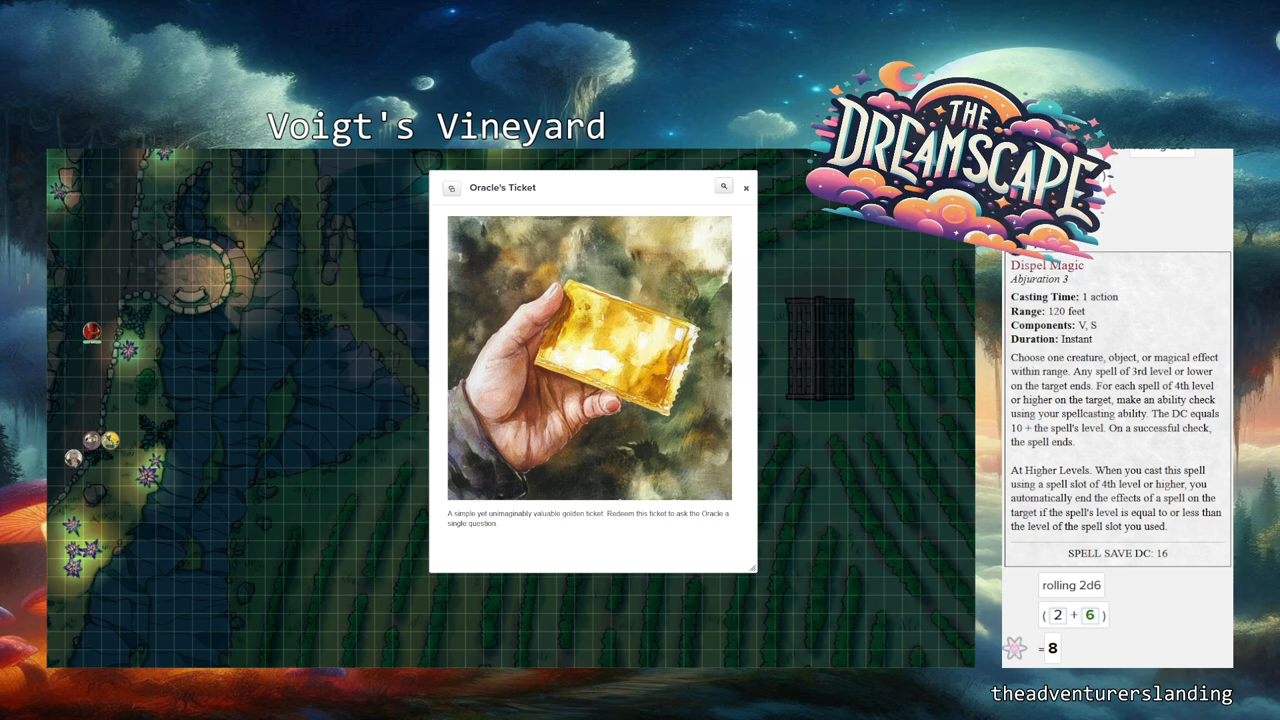 Voigt's Vineyard
THE
DREAMSCAPE
Oracle's Ticket
A simple yet unimaginably valuable golden ticket. Redeem this ticket to ask the Oracle a
single question.
Dispel Magic
Abjuration 3
Casting Time: 1 action
Range: 120 feet
Components: V, S
Duration: Instant
Choose one creature, object, or magical effect
within range. Any spell of 3rd level or lower
on the target ends. For each spell of 4th level
or higher on the target, make an ability check
using your spellcasting ability. The DC equals
10 + the spell's level. On a successful check,
the spell ends.
At Higher Levels. When you cast this spell
using a spell slot of 4th level or higher, you
automatically end the effects of a spell on the
target if the spell's level is equal to or less than
the level of the spell slot you used.
SPELL SAVE DC: 16
rolling 2d6
( 2 + 6 )
= 8
theadventurerslanding